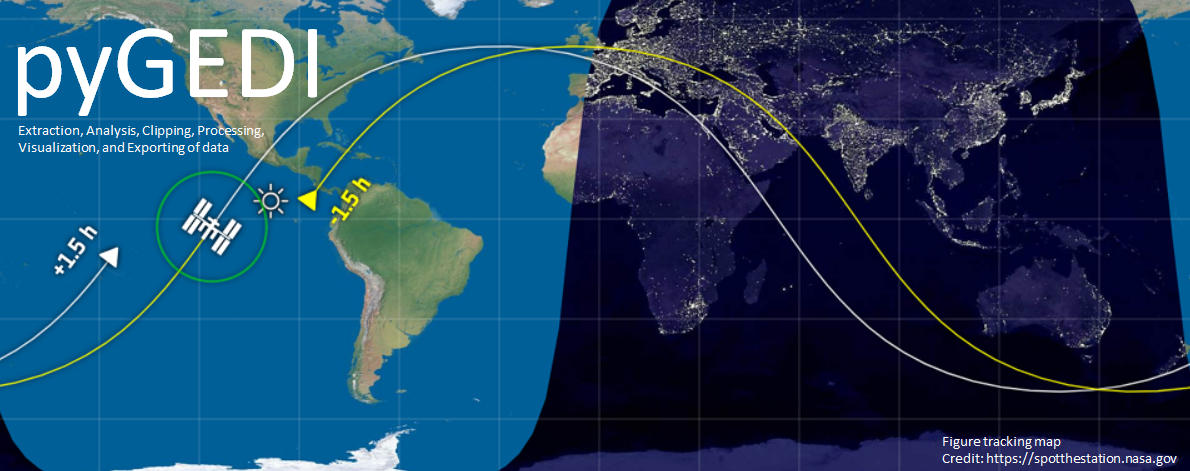 pyGEDI
Extraction, Analysis, Clipping, Processing,
Visualization, and Exporting of data
-1.5 h
+1.5 h
Figure tracking map
Credit: https://spotthestation.nasa.gov